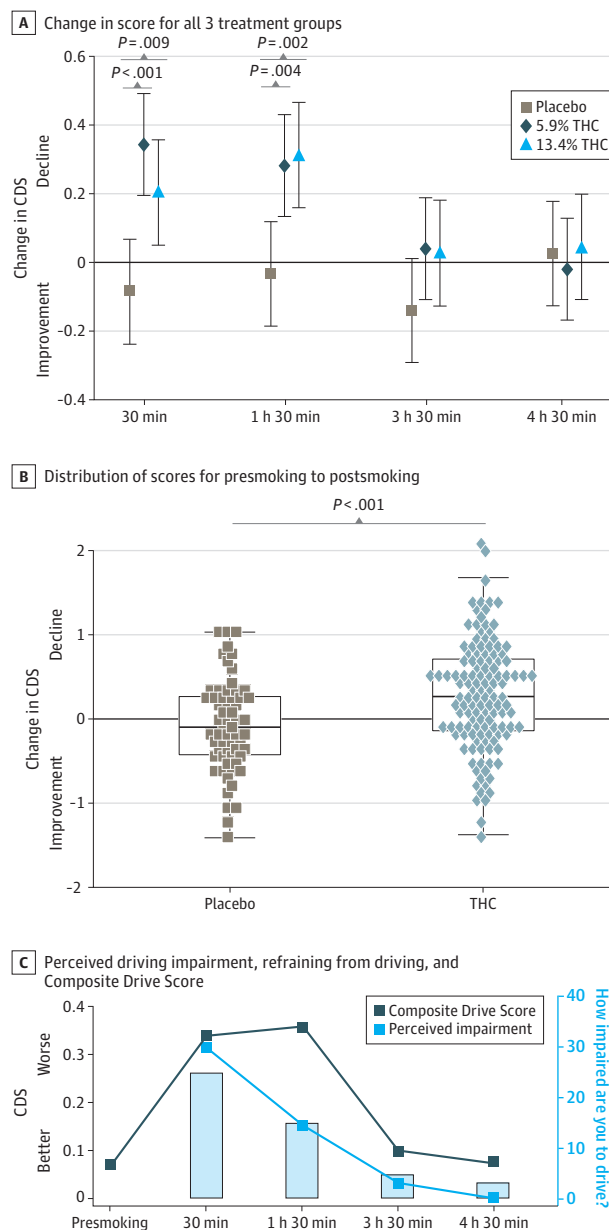 A Change in score for all 3 treatment groups
P=.009
P=.002
P<.001
P=.004
0.6
0.4
0.2
0
-0.2
-0.4
Change in CDS
Decline
Improvement
Placebo
5.9% THC
13.4% THC
30 min 1 h 30 min 3 h 30 min 4 h 30 min
B Distribution of scores for presmoking to postsmoking
P<.001
2
1
0
-1
-2
Change in CDS
Decline
Improvement
Placebo THC
C Perceived driving impairment, refraining from driving, and
Composite Drive Score
0.4
0.3
0.2
0.1
0
CDS
Worse
Better
Composite Drive Score
Perceived impairment
40
30
20
10
0
How impaired are you to drive?
Presmoking 30 min 1 h 30 min 3 h 30 min 4 h 30 min